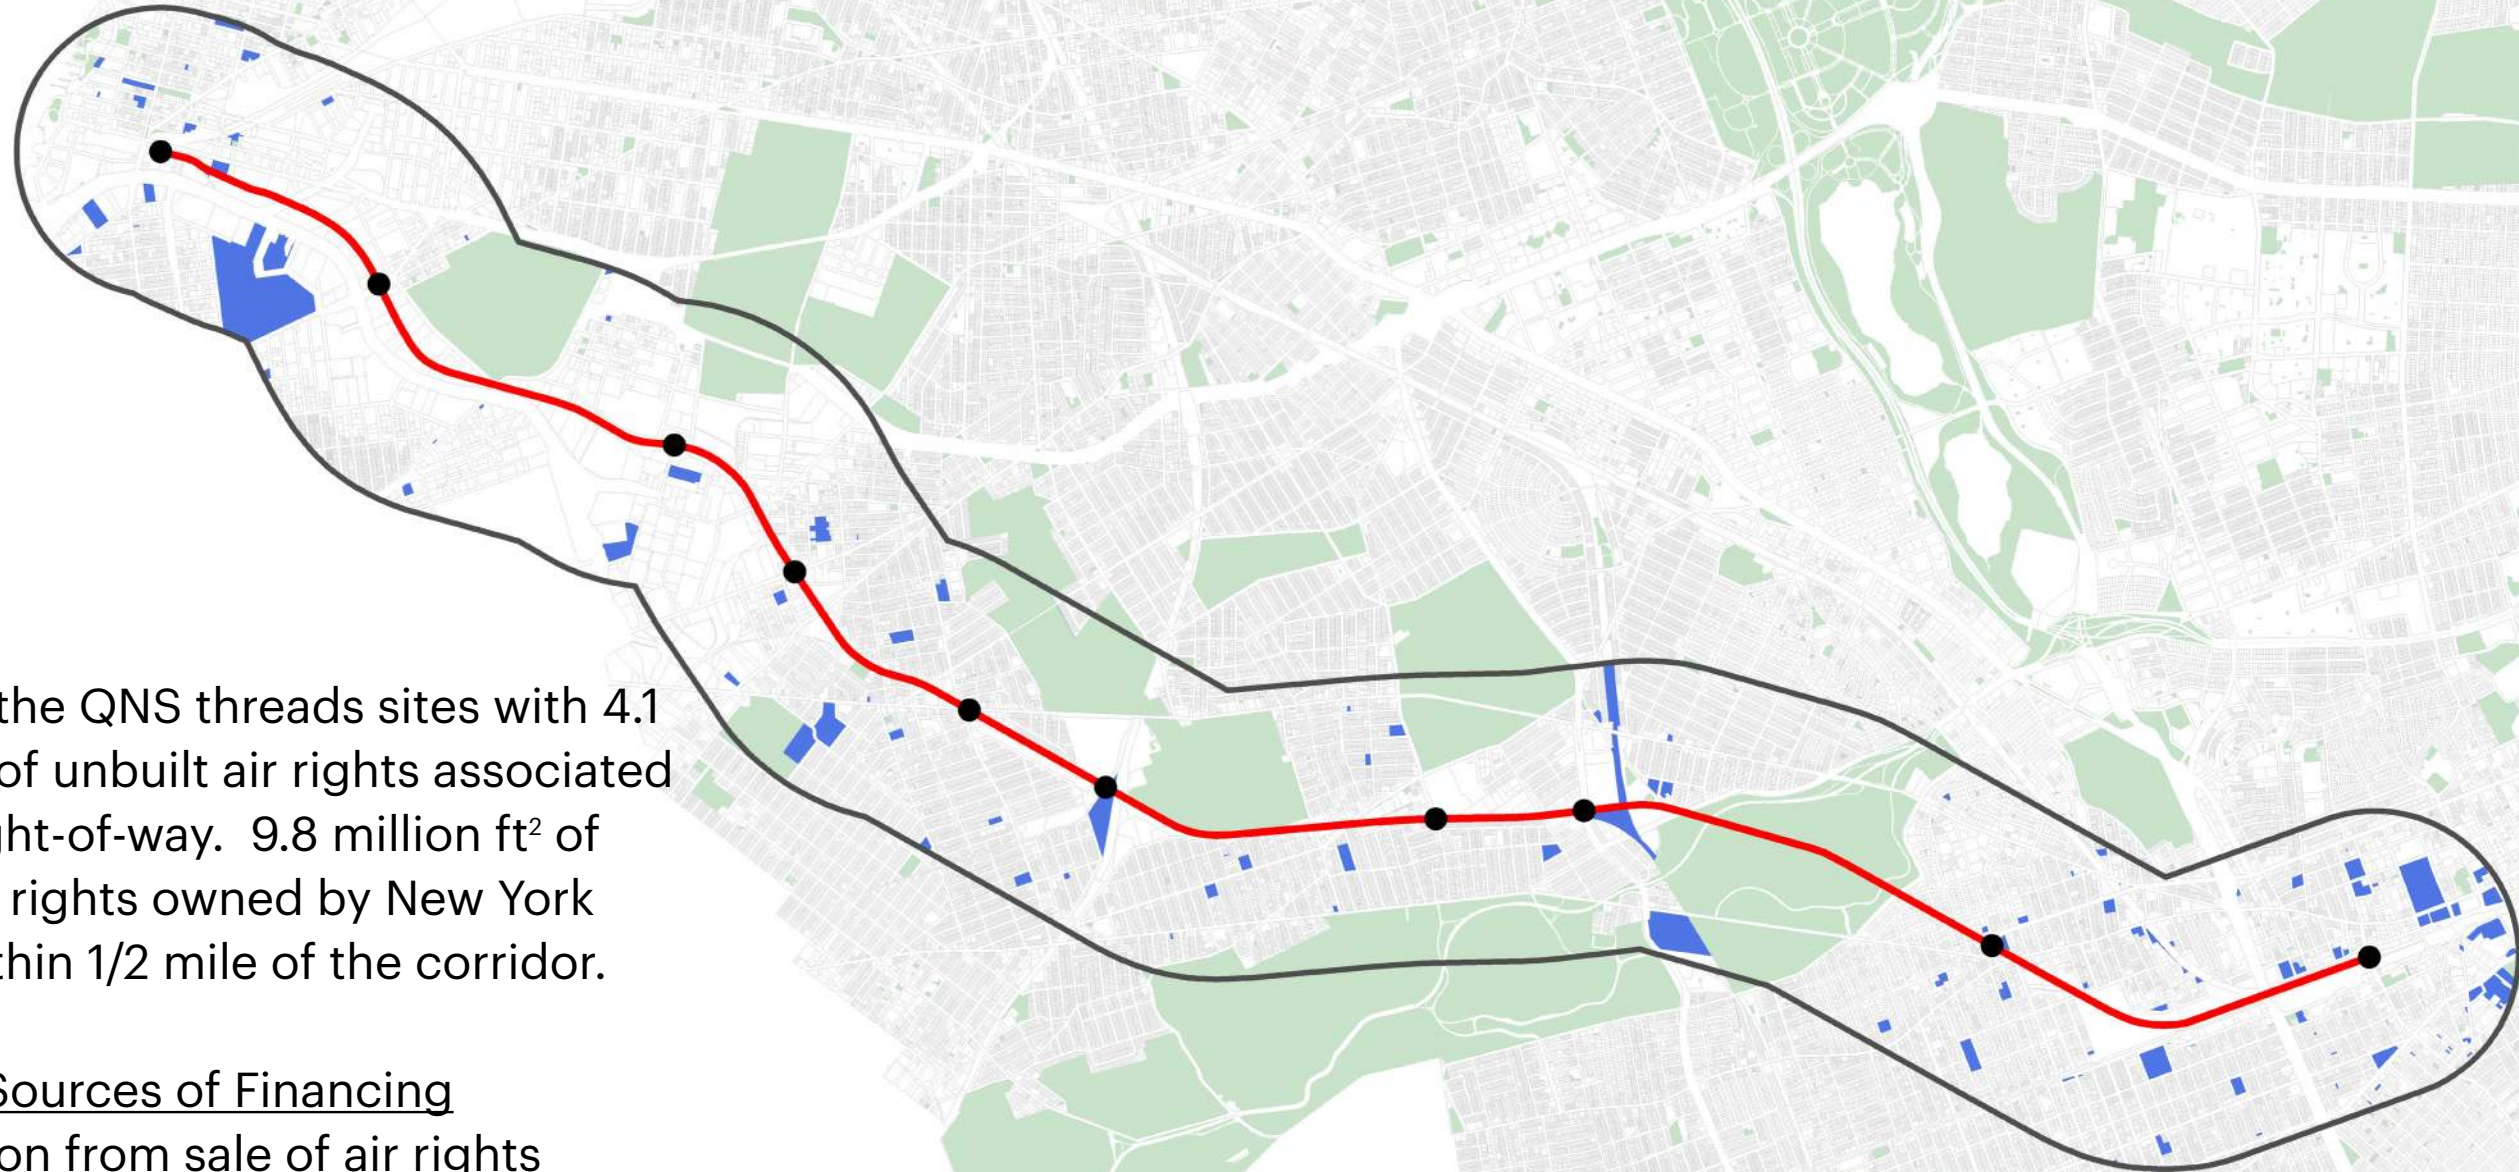 the QNS threads sites with 4.1
of unbuilt air rights associated
ght-of-way. 9.8 million ft² of
rights owned by New York
thin 1/2 mile of the corridor.
Sources of Financing
on from sale of air rights